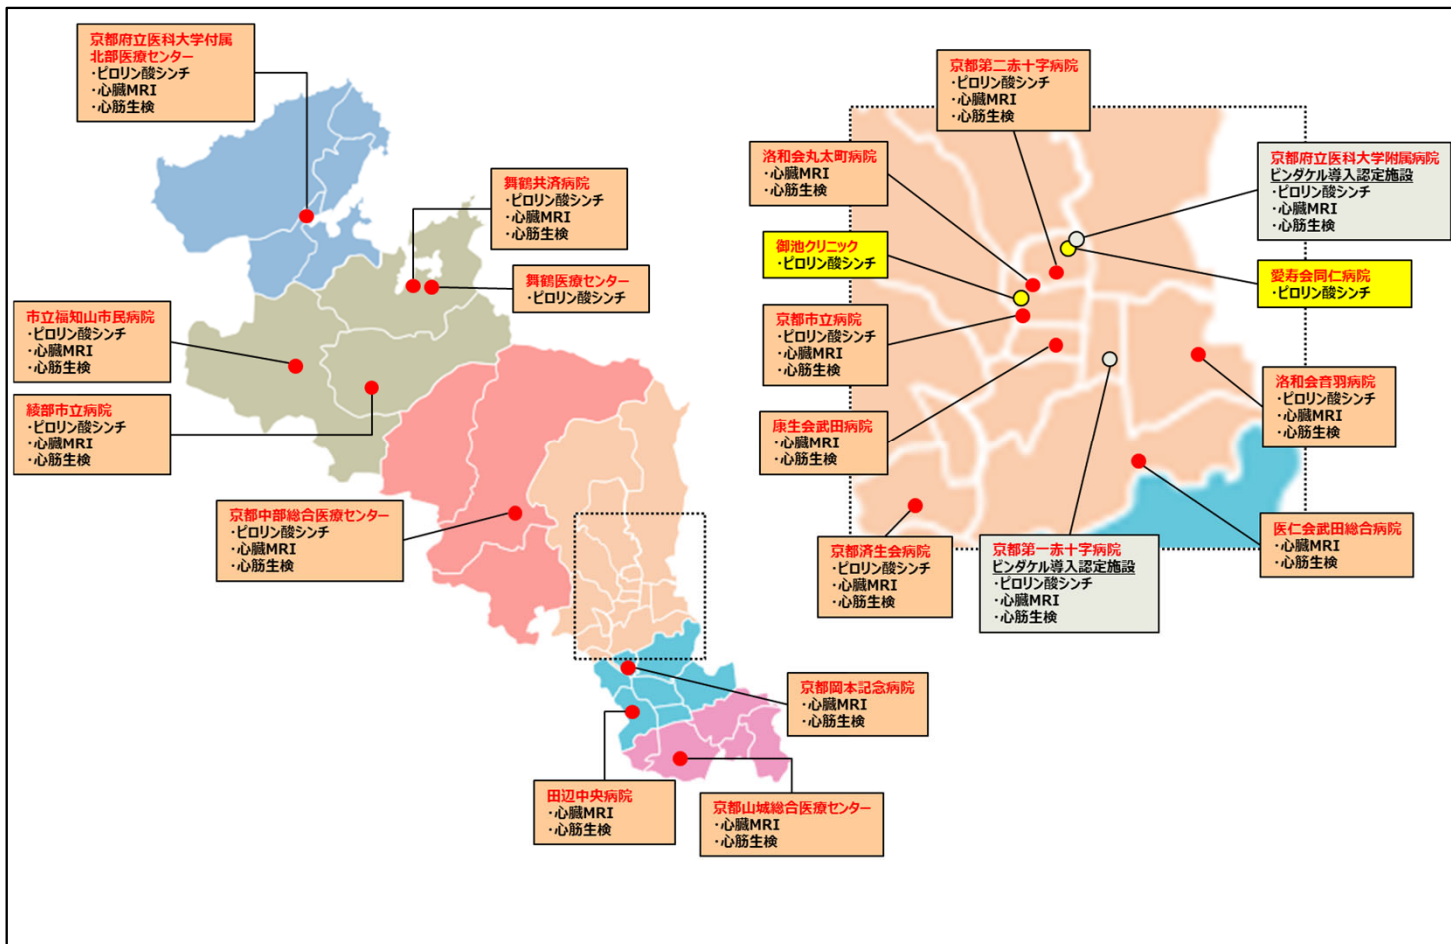 京都府立医科大学付属
北部医療センター
・ピロリン酸シンチ
・心臓MRI
・心筋生検
舞鶴共済病院
・ピロリン酸シンチ
・心臓MRI
・心筋生検
舞鶴医療センター
・ピロリン酸シンチ
市立福知山市民病院
・ピロリン酸シンチ
・心臓MRI
・心筋生検
綾部市立病院
・ピロリン酸シンチ
・心臓MRI
・心筋生検
京都中部総合医療センター
・ピロリン酸シンチ
・心臓MRI
・心筋生検
京都岡本記念病院
・心臓MRI
・心筋生検
田辺中央病院
・心臓MRI
・心筋生検
京都山城総合医療センター
・心臓MRI
・心筋生検
京都第二赤十字病院
・ピロリン酸シンチ
・心臓MRI
・心筋生検
洛和会丸太町病院
・心臓MRI
・心筋生検
京都府立医科大学附属病院
ビンダケル導入認定施設
・ピロリン酸シンチ
・心臓MRI
・心筋生検
御池クリニック
・ピロリン酸シンチ
愛寿会同仁病院
・ピロリン酸シンチ
京都市立病院
・ピロリン酸シンチ
・心臓MRI
・心筋生検
康生会武田病院
・心臓MRI
・心筋生検
洛和会音羽病院
・ピロリン酸シンチ
・心臓MRI
・心筋生検
京都済生会病院
・ピロリン酸シンチ
・心臓MRI
・心筋生検
京都第一赤十字病院
ビンダケル導入認定施設
・ピロリン酸シンチ
・心臓MRI
・心筋生検
医仁会武田総合病院
・心臓MRI
・心筋生検